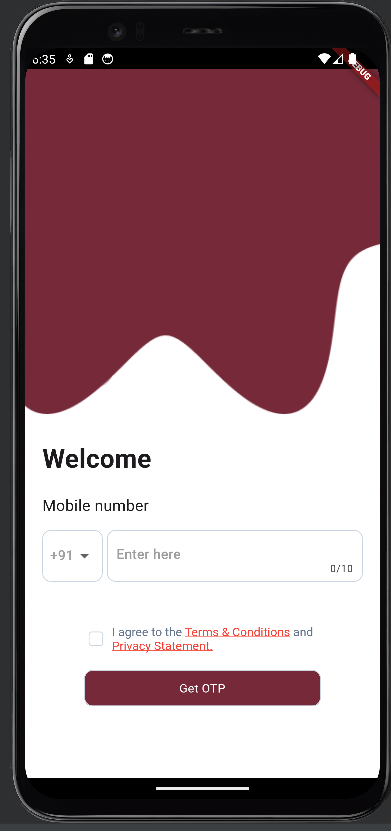 6:35
DEBUG
Welcome
Mobile number
+91
Enter here
0/10
I agree to the Terms & Conditions and
Privacy Statement.
Get OTP